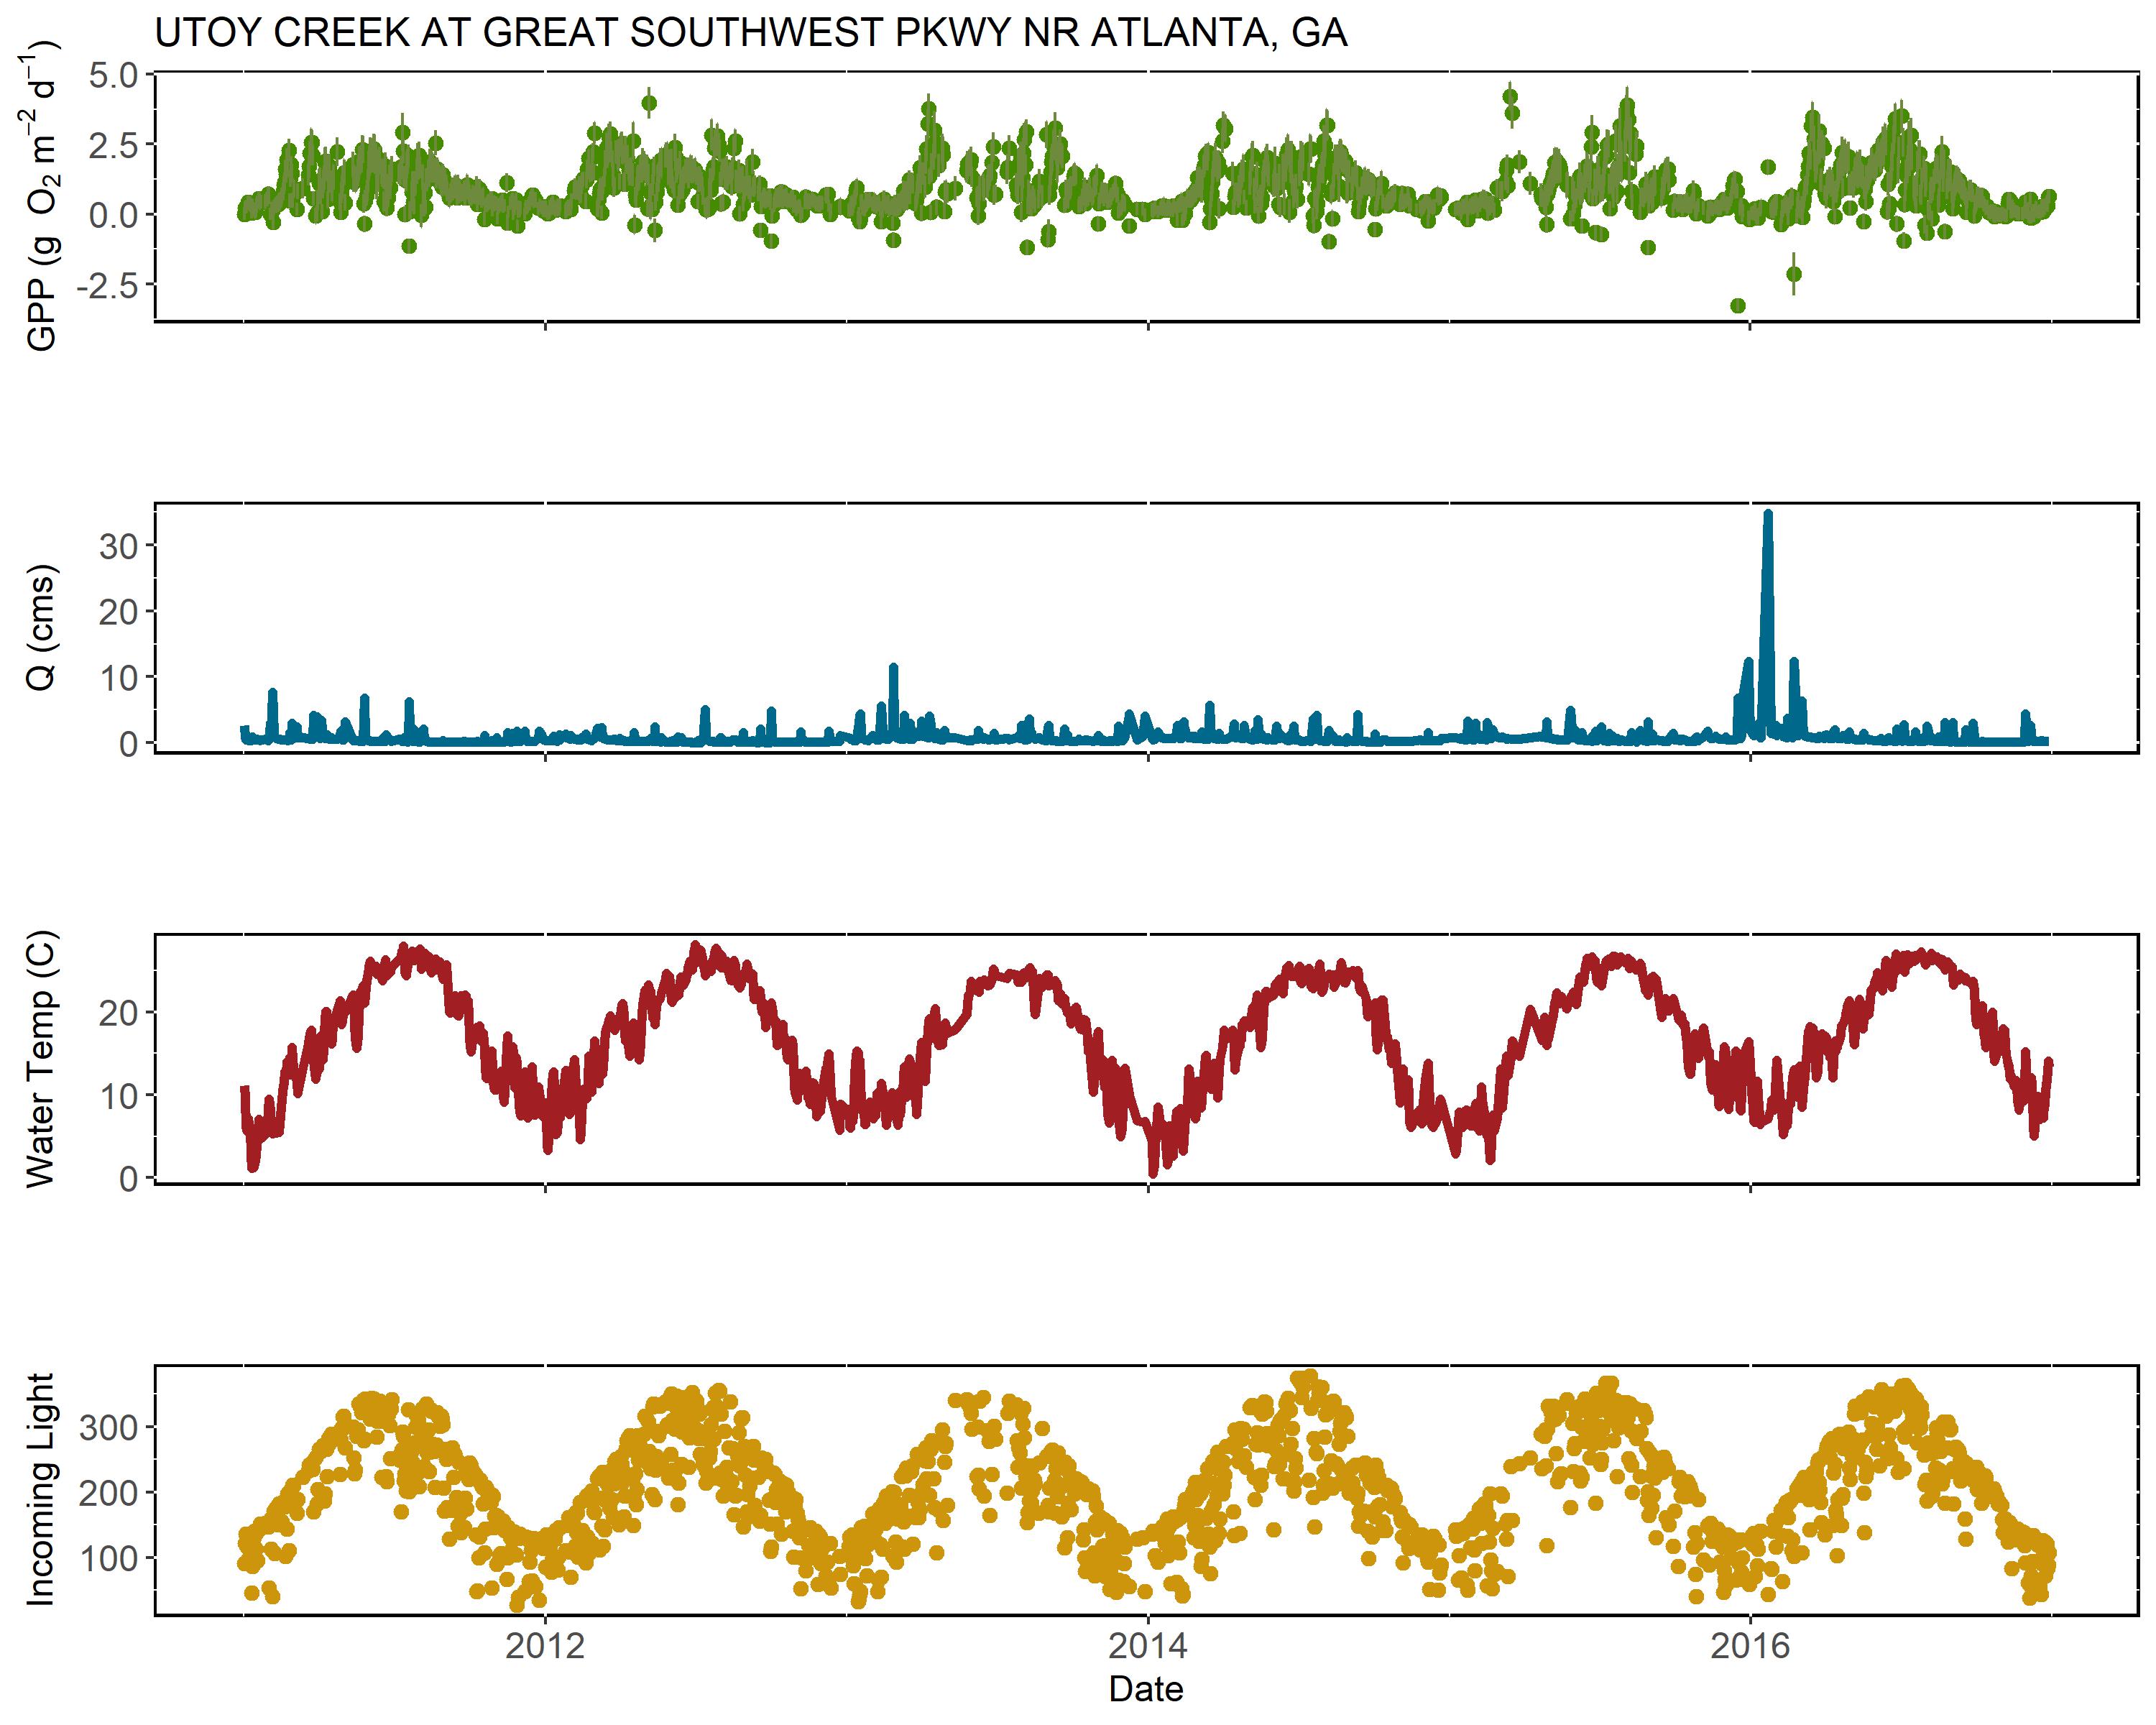 UTOY CREEK AT GREAT SOUTHWEST PKWY NR ATLANTA, GA
GPP (g O₂ m⁻² d⁻¹)
5.0
2.5
0.0
-2.5
Q (cms)
30
20
10
0
Water Temp (C)
20
10
0
Incoming Light
300
200
100
2012
2014
2016
Date